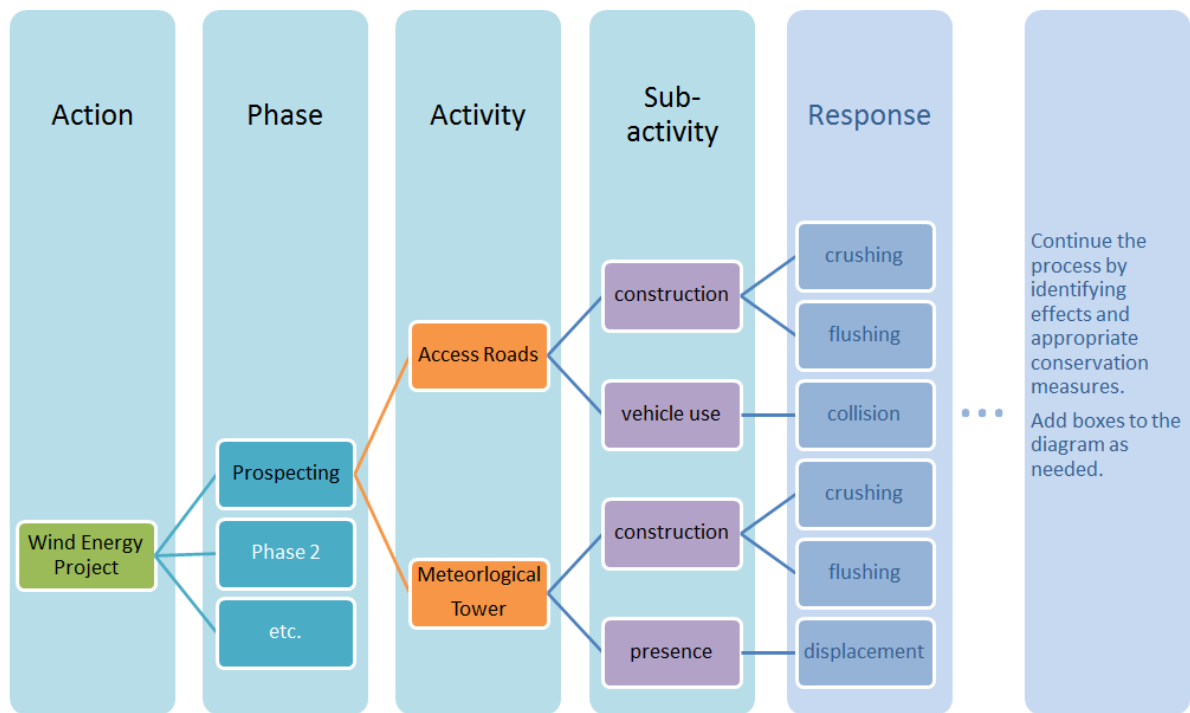 Action
Phase
Activity
Sub-
activity
Response
Wind Energy
Project
Prospecting
Phase 2
etc.
Access Roads
Meteorlogical
Tower
construction
vehicle use
construction
presence
crushing
flushing
collision
crushing
flushing
displacement
...
Continue the
process by
identifying
effects and
appropriate
conservation
measures.
Add boxes to the
diagram as
needed.